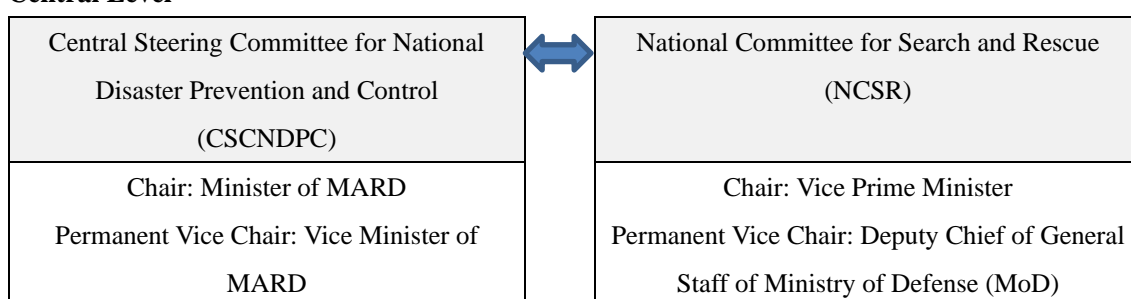 Central Steering Committee for National
Disaster Prevention and Control
(CSCNDPC)
Chair: Minister of MARD
Permanent Vice Chair: Vice Minister of
MARD
National Committee for Search and Rescue
(NCSR)
Chair: Vice Prime Minister
Permanent Vice Chair: Deputy Chief of General
Staff of Ministry of Defense (MoD)